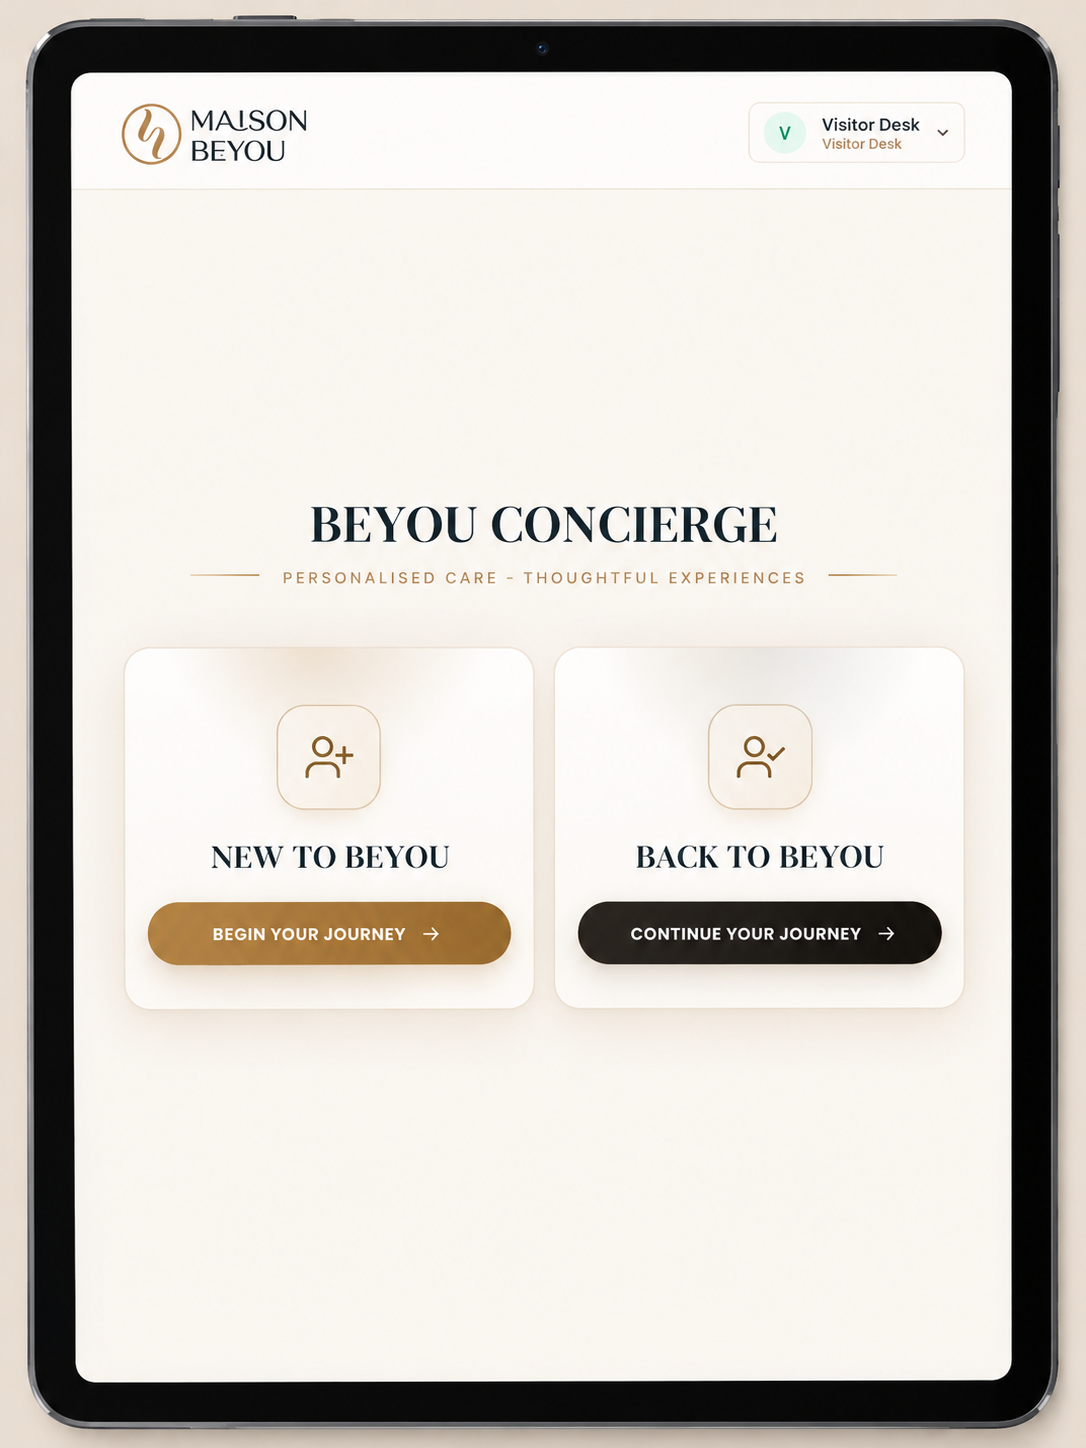 MAISON
BEYOU
V
Visitor Desk
Visitor Desk
BEYOU CONCIERGE
PERSONALISED CARE - THOUGHTFUL EXPERIENCES
NEW TO BEYOU
BACK TO BEYOU
BEGIN YOUR JOURNEY →
CONTINUE YOUR JOURNEY →